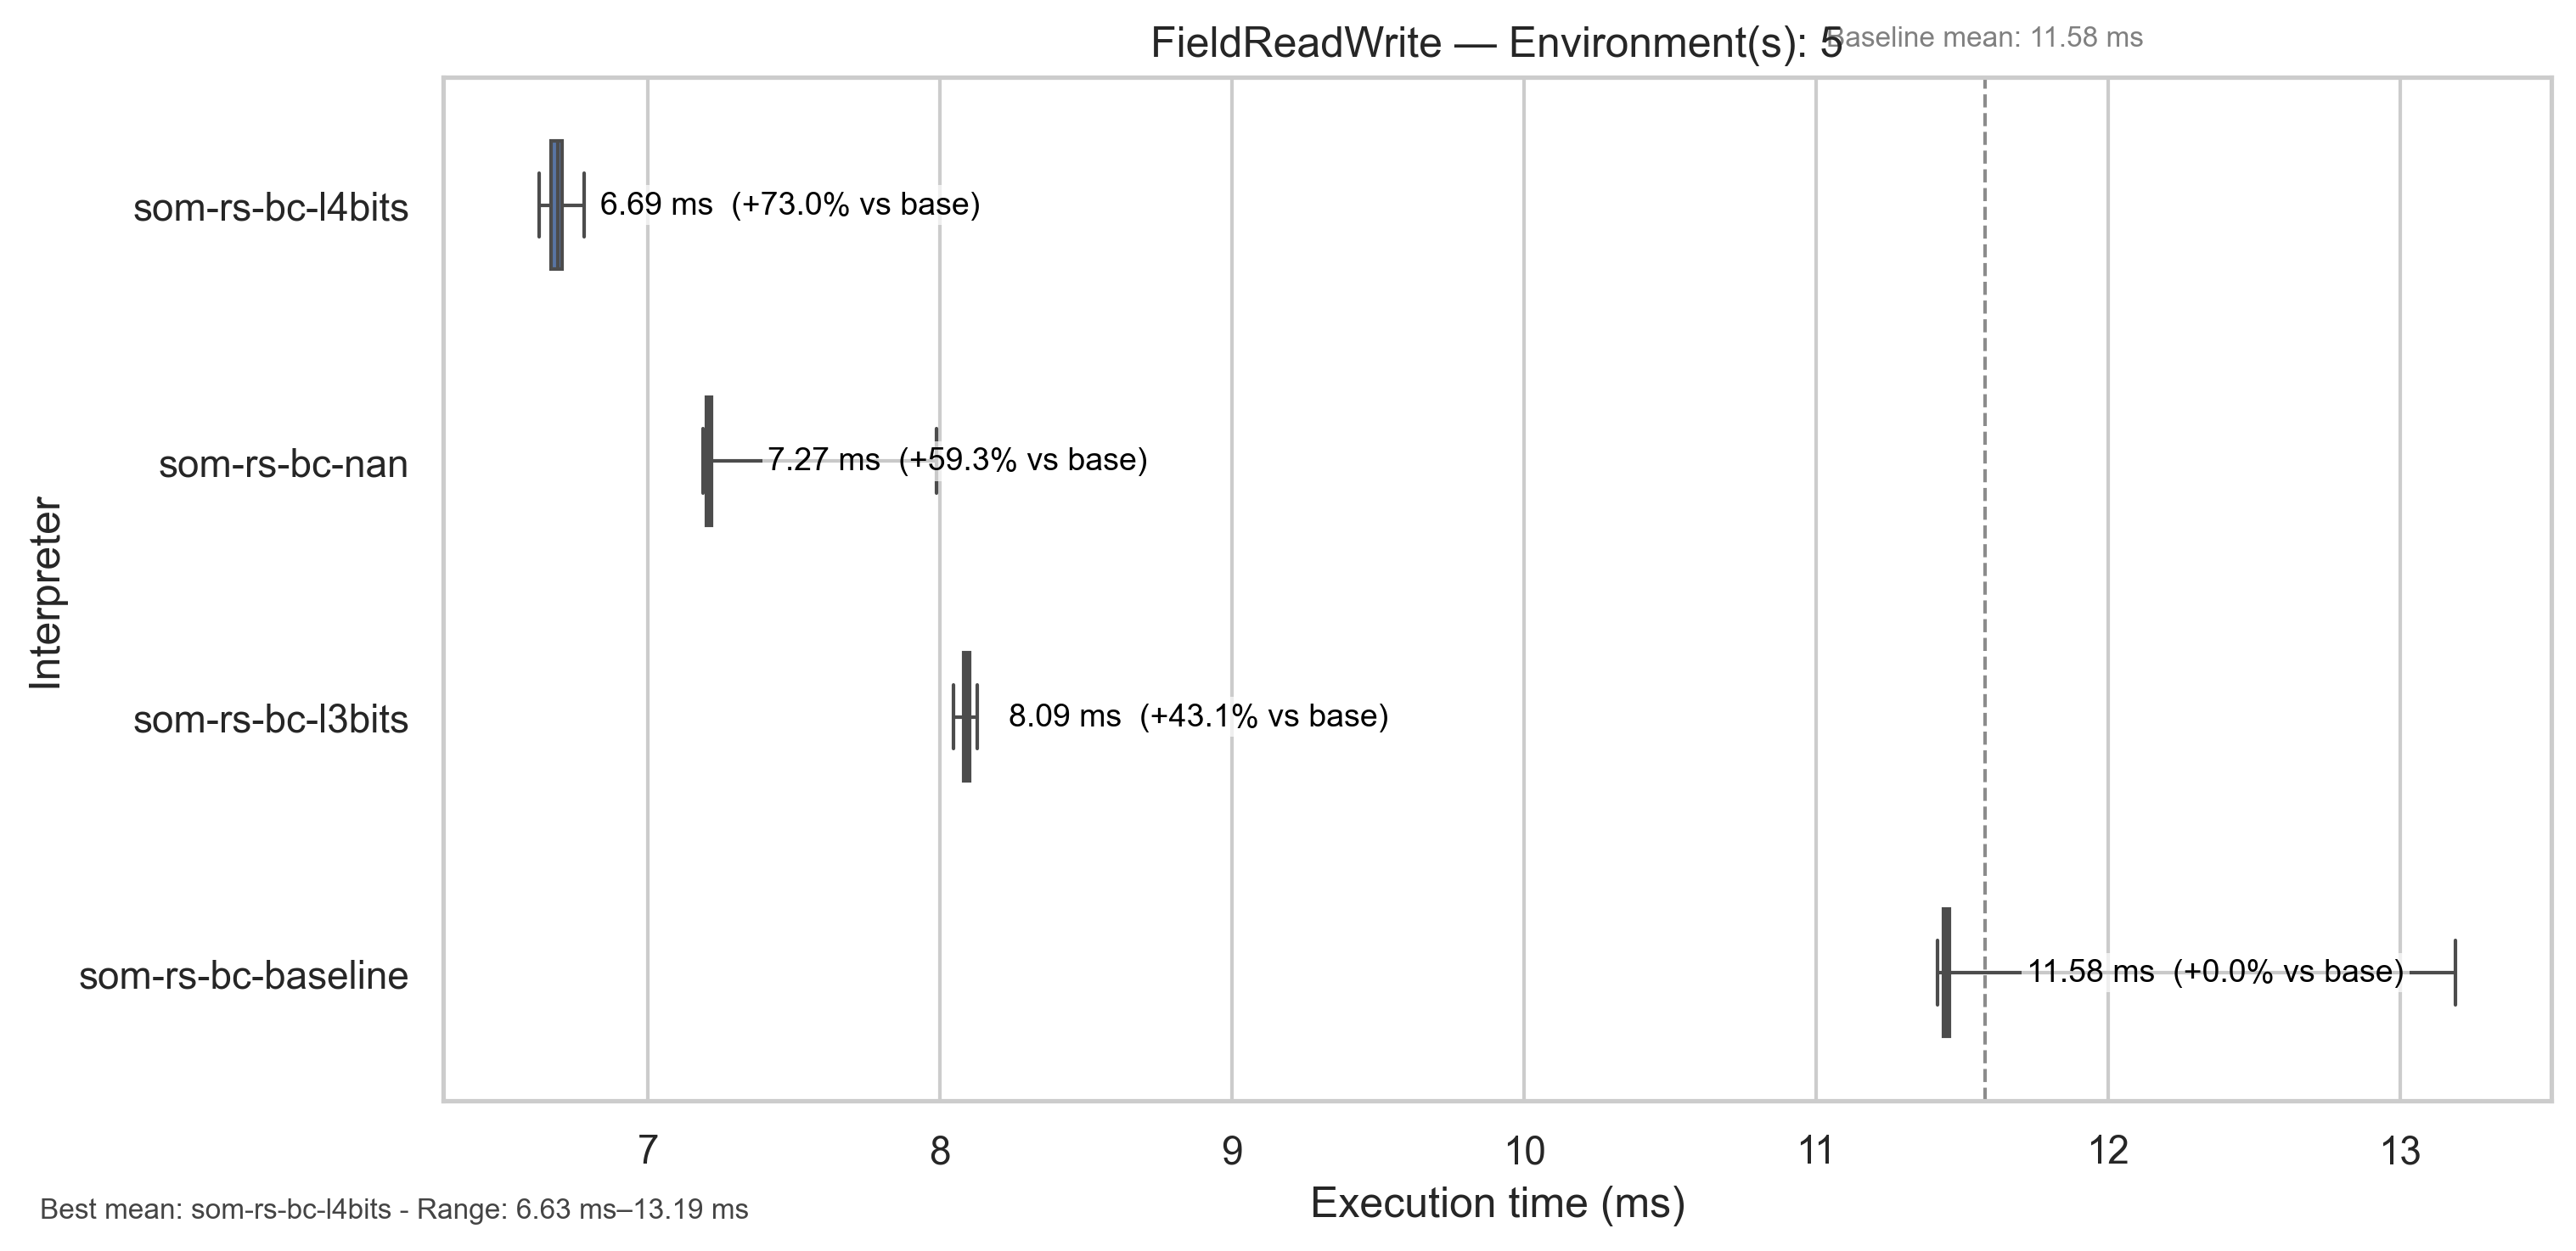 FieldReadWrite — Environment(s): 5
Baseline mean: 11.58 ms
Interpreter
som-rs-bc-l4bits
6.69 ms  (+73.0% vs base)
som-rs-bc-nan
7.27 ms  (+59.3% vs base)
som-rs-bc-l3bits
8.09 ms  (+43.1% vs base)
som-rs-bc-baseline
11.58 ms  (+0.0% vs base)
7 8 9 10 11 12 13
Execution time (ms)
Best mean: som-rs-bc-l4bits - Range: 6.63 ms–13.19 ms